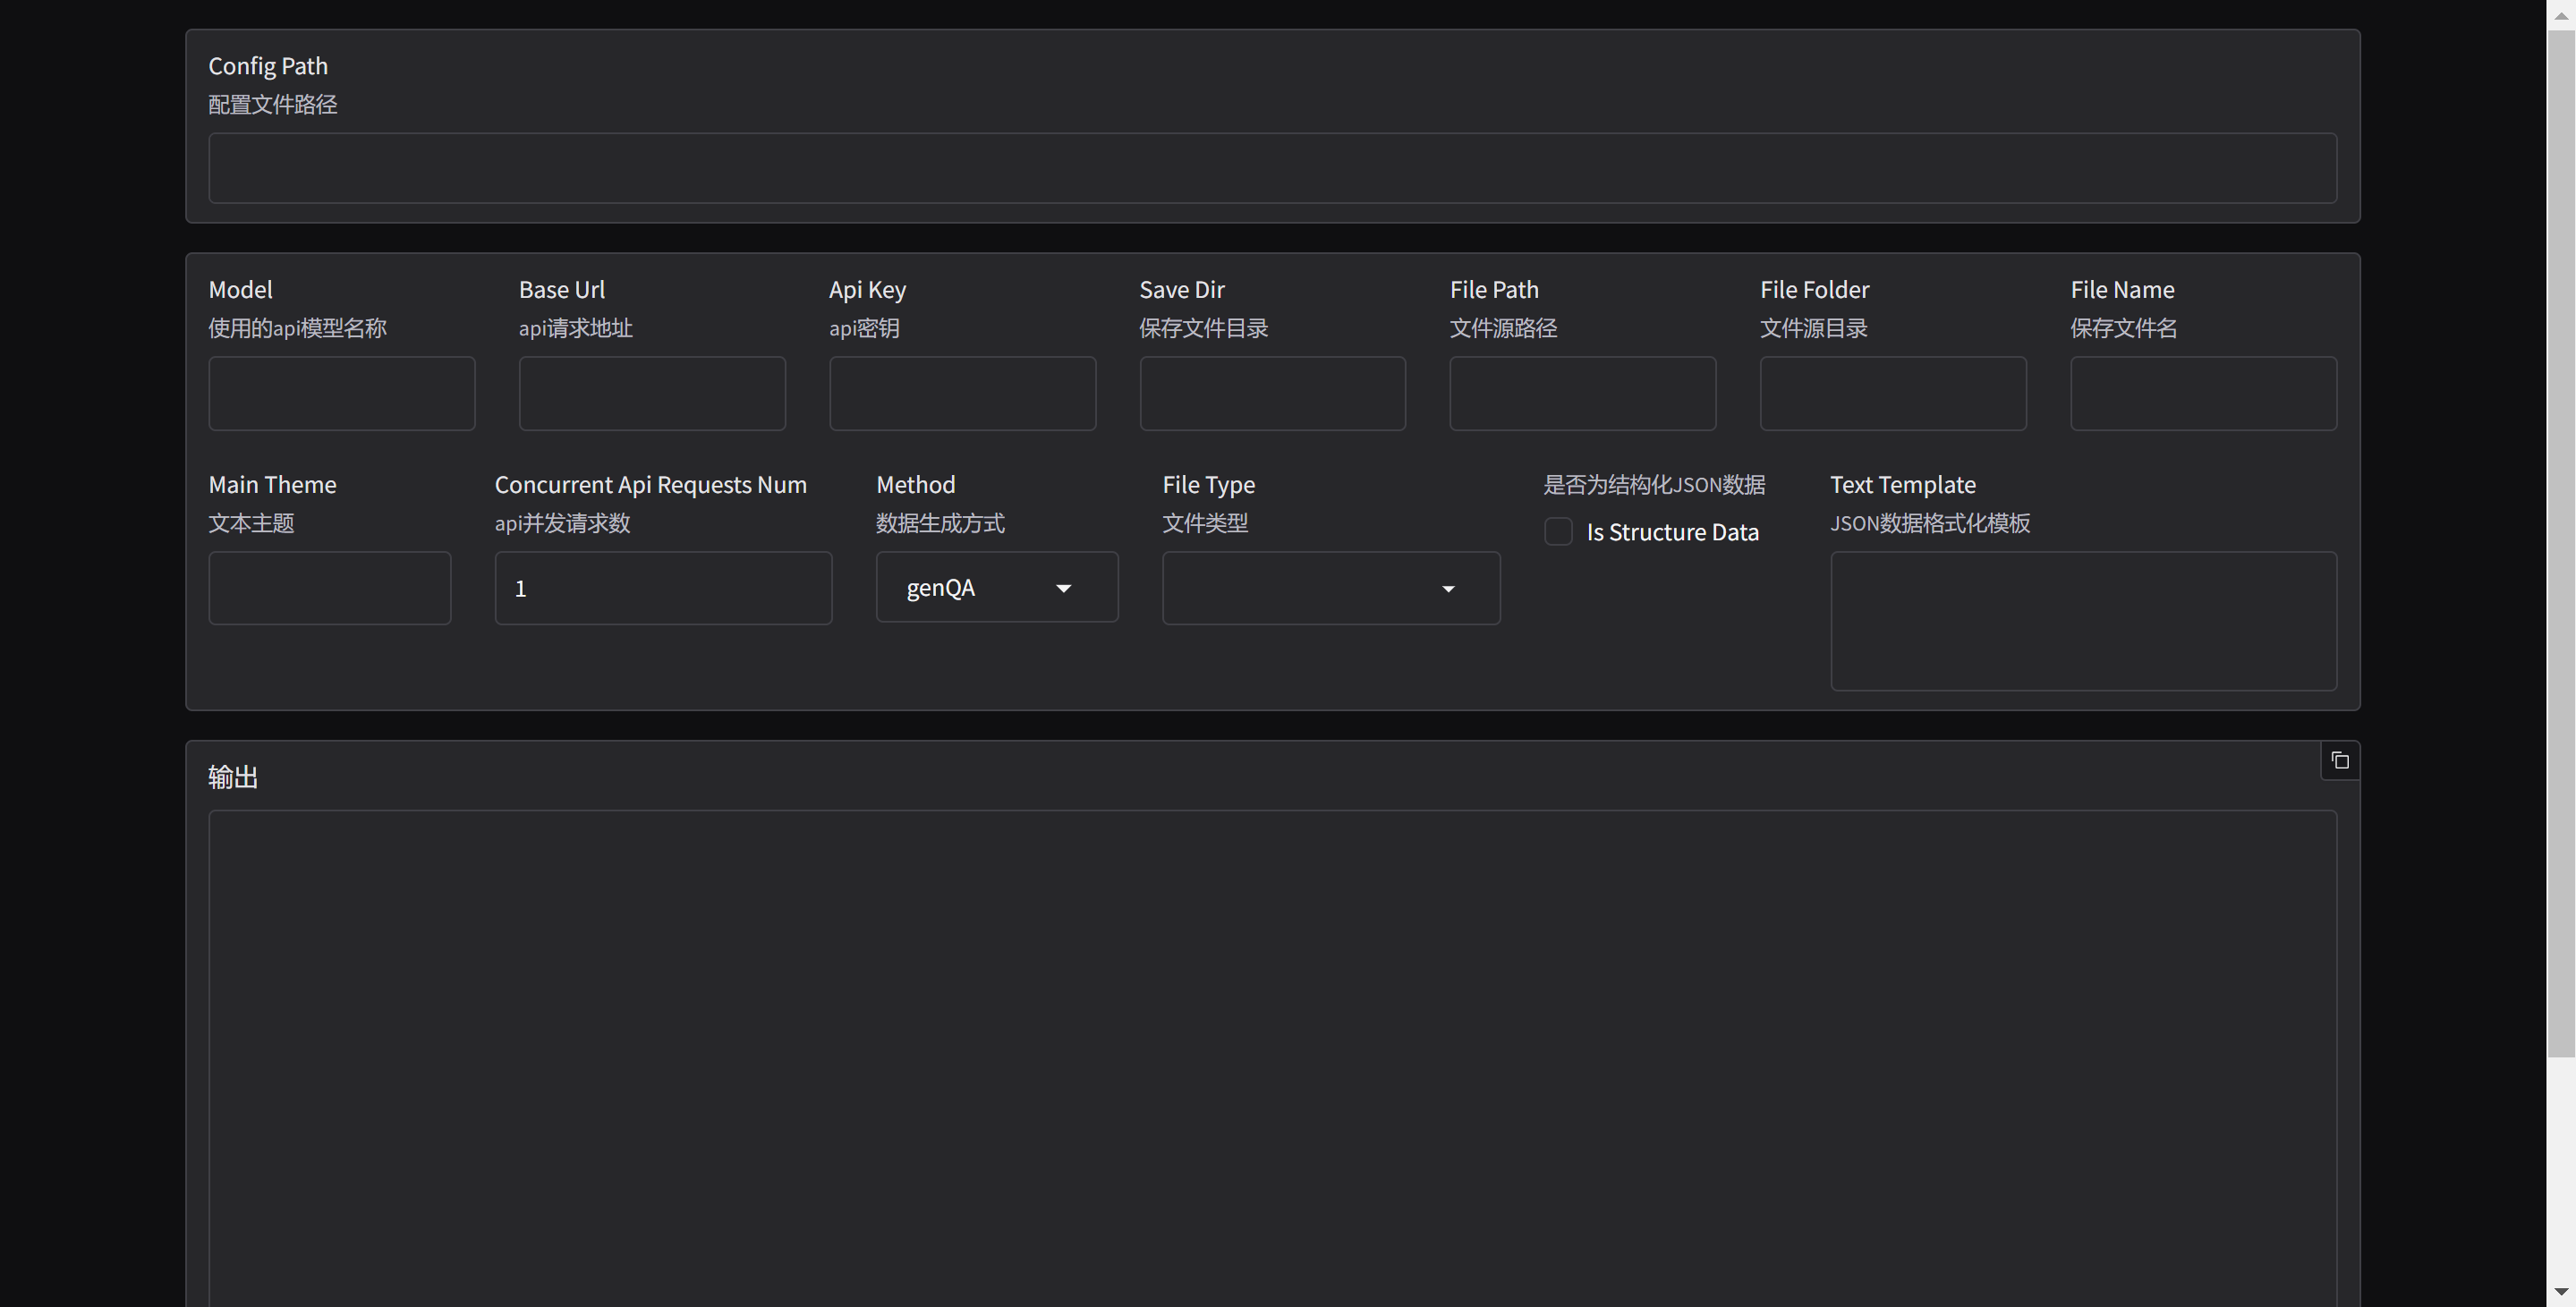 Config Path
配置文件路径
Model
使用的api模型名称
Base Url
api请求地址
Api Key
api密钥
Save Dir
保存文件目录
File Path
文件源路径
File Folder
文件源目录
File Name
保存文件名
Main Theme
文本主题
Concurrent Api Requests Num
api并发请求数
1
Method
数据生成方式
genQA
File Type
文件类型
是否为结构化JSON数据
Is Structure Data
Text Template
JSON数据格式化模板
输出